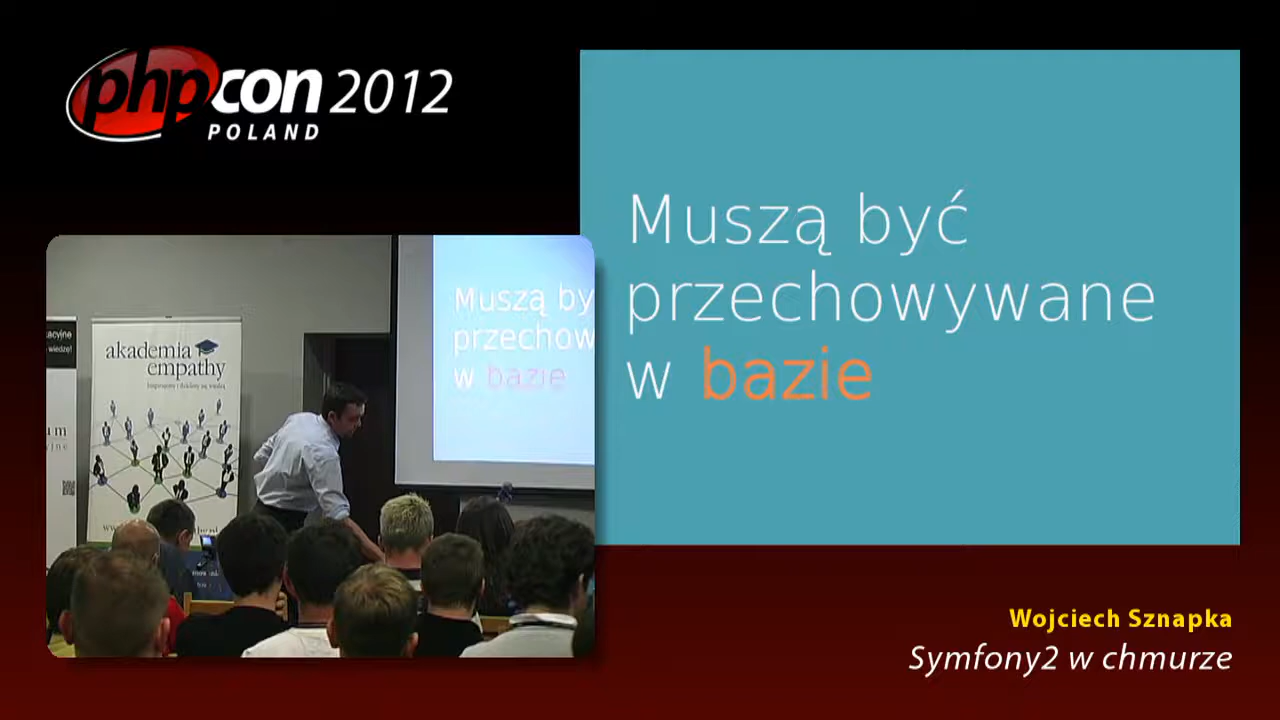 phpcon 2012
POLAND
Muszą być
przechowywane
w bazie
Muszą by
przechow
w bazie
akademia
empathy
Wojciech Sznapka
Symfony2 w chmurze